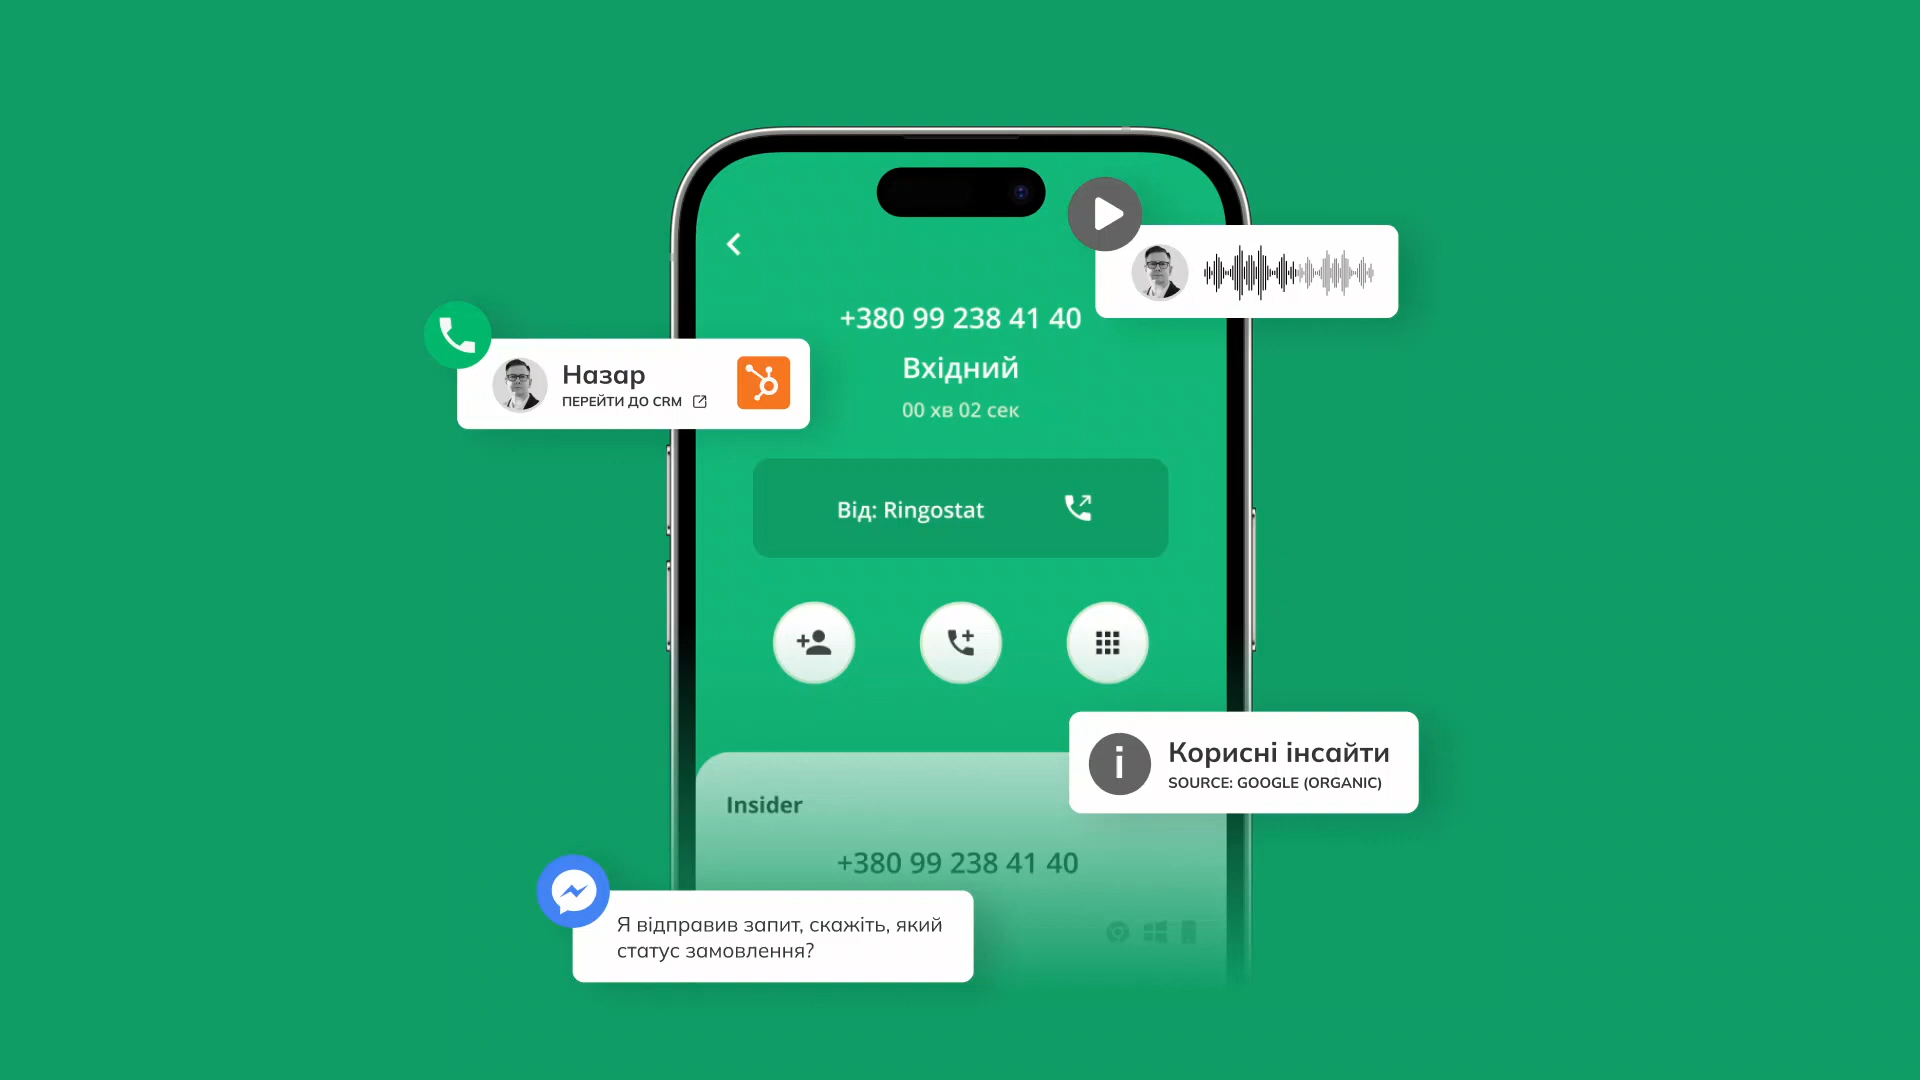 +380 99 238 41 40
Вхідний
00 хв 02 сек
Назар
ПЕРЕЙТИ ДО CRM
Від: Ringostat
Корисні інсайти
SOURCE: GOOGLE (ORGANIC)
Insider
+380 99 238 41 40
Я відправив запит, скажіть, який
статус замовлення?